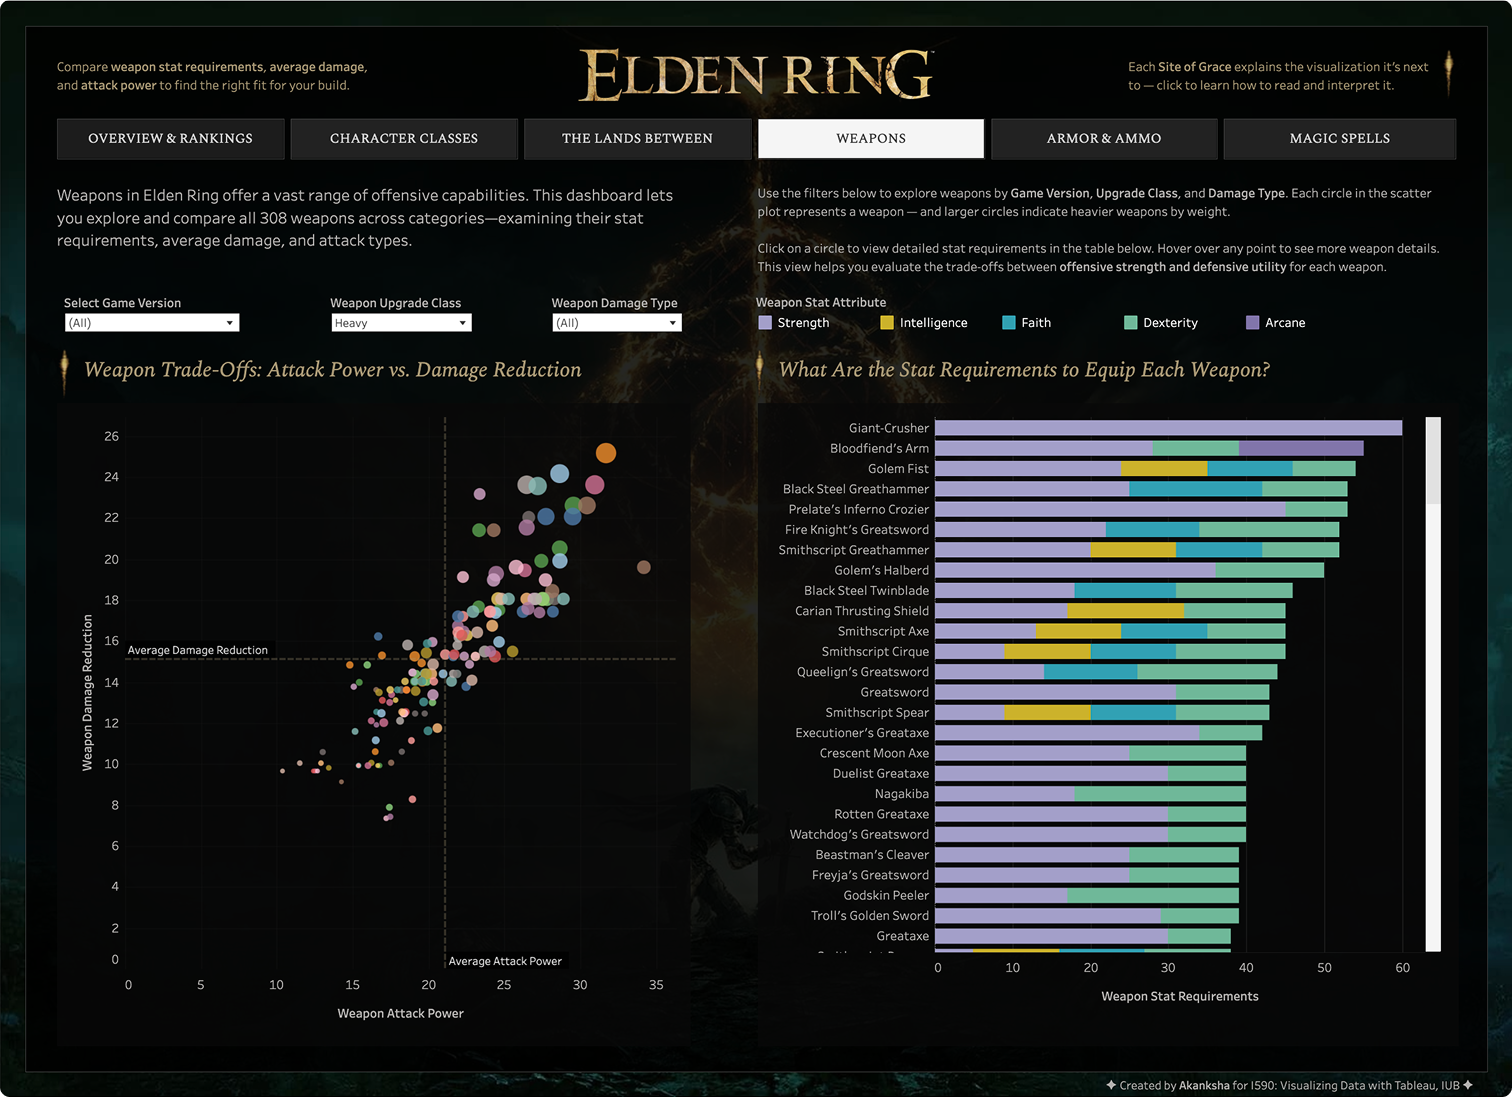 Compare weapon stat requirements, average damage,
and attack power to find the right fit for your build.
ELDEN RING
Each Site of Grace explains the visualization it's next
to — click to learn how to read and interpret it.
OVERVIEW & RANKINGS
CHARACTER CLASSES
THE LANDS BETWEEN
WEAPONS
ARMOR & AMMO
MAGIC SPELLS
Weapons in Elden Ring offer a vast range of offensive capabilities. This dashboard lets
you explore and compare all 308 weapons across categories—examining their stat
requirements, average damage, and attack types.
Use the filters below to explore weapons by Game Version, Upgrade Class, and Damage Type. Each circle in the scatter
plot represents a weapon — and larger circles indicate heavier weapons by weight.
Click on a circle to view detailed stat requirements in the table below. Hover over any point to see more weapon details.
This view helps you evaluate the trade-offs between offensive strength and defensive utility for each weapon.
Select Game Version
(All)
Weapon Upgrade Class
Heavy
Weapon Damage Type
(All)
Weapon Stat Attribute
Strength
Intelligence
Faith
Dexterity
Arcane
Weapon Trade-Offs: Attack Power vs. Damage Reduction
26
24
22
20
18
16
14
12
10
8
6
4
2
0
Weapon Damage Reduction
Average Damage Reduction
Average Attack Power
0 5 10 15 20 25 30 35
Weapon Attack Power
What Are the Stat Requirements to Equip Each Weapon?
Giant-Crusher
Bloodfiend's Arm
Golem Fist
Black Steel Greathammer
Prelate's Inferno Crozier
Fire Knight's Greatsword
Smithscript Greathammer
Golem's Halberd
Black Steel Twinblade
Carian Thrusting Shield
Smithscript Axe
Smithscript Cirque
Queelign's Greatsword
Greatsword
Smithscript Spear
Executioner's Greataxe
Crescent Moon Axe
Duelist Greataxe
Nagakiba
Rotten Greataxe
Watchdog's Greatsword
Beastman's Cleaver
Freyja's Greatsword
Godskin Peeler
Troll's Golden Sword
Greataxe
0 10 20 30 40 50 60
Weapon Stat Requirements
✦ Created by Akanksha for I590: Visualizing Data with Tableau, IUB ✦